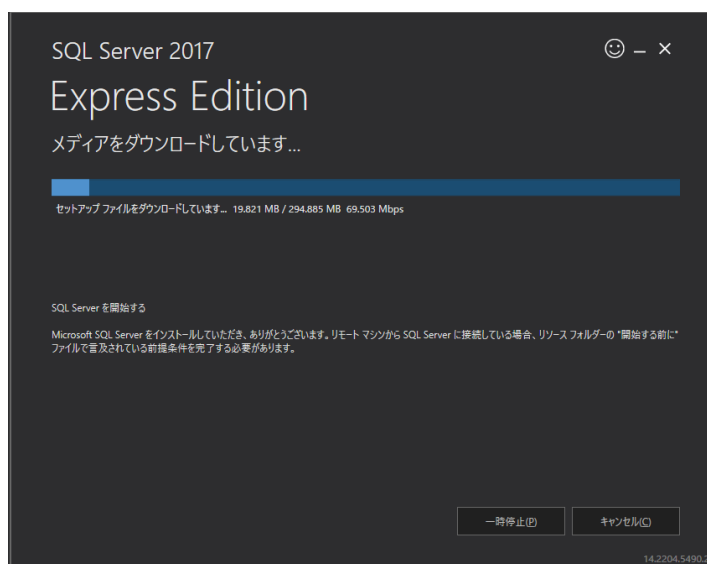 SQL Server 2017
Express Edition
メディアをダウンロードしています...
セットアップ ファイルをダウンロードしています... 19.821 MB / 294.885 MB 69.503 Mbps
SQL Server を開始する
Microsoft SQL Server をインストールしていただき、ありがとうございます。リモート マシンから SQL Server に接続している場合、リソース フォルダーの "開始する前に"
ファイルで言及されている前提条件を完了する必要があります。
一時停止(P)
キャンセル(C)
14.2204.5490.2